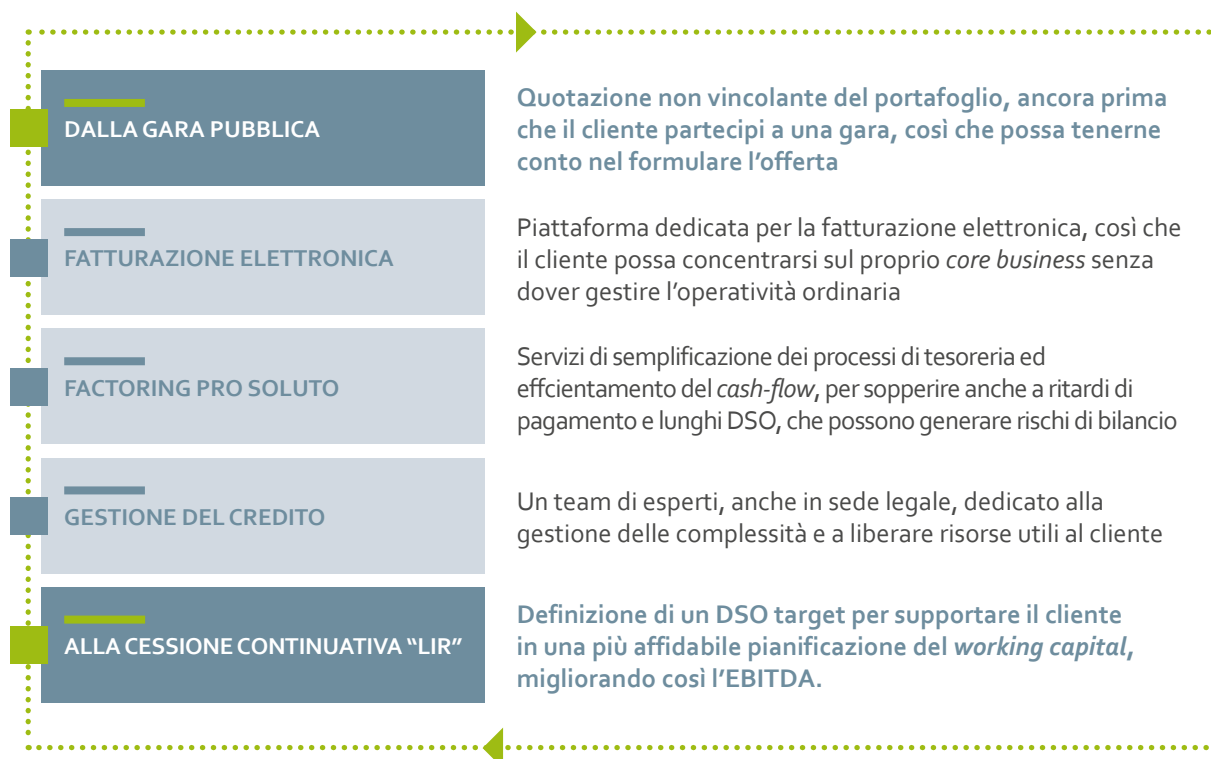 DALLA GARA PUBBLICA
Quotazione non vincolante del portafoglio, ancora prima
che il cliente partecipi a una gara, così che possa tenerne
conto nel formulare l’offerta
FATTURAZIONE ELETTRONICA
Piattaforma dedicata per la fatturazione elettronica, così che
il cliente possa concentrarsi sul proprio core business senza
dover gestire l’operatività ordinaria
FACTORING PRO SOLUTO
Servizi di semplificazione dei processi di tesoreria ed
effcientamento del cash-flow, per sopperire anche a ritardi di
pagamento e lunghi DSO, che possono generare rischi di bilancio
GESTIONE DEL CREDITO
Un team di esperti, anche in sede legale, dedicato alla
gestione delle complessità e a liberare risorse utili al cliente
ALLA CESSIONE CONTINUATIVA “LIR”
Definizione di un DSO target per supportare il cliente
in una più affidabile pianificazione del working capital,
migliorando così l’EBITDA.